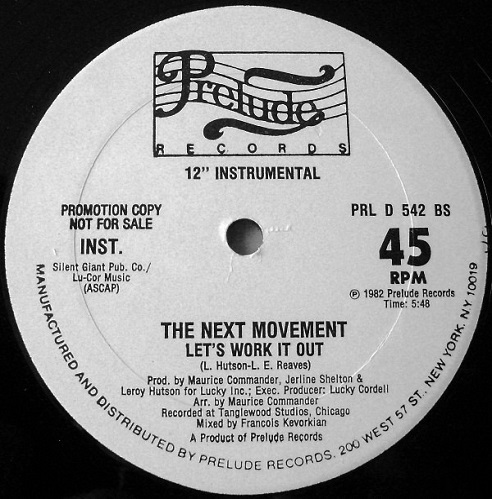 Prelude
RECORDS
12" INSTRUMENTAL
PROMOTION COPY
NOT FOR SALE
INST.
Silent Giant Pub. Co./
Lu-Cor Music
(ASCAP)
PRL D 542 BS
45
RPM
℗ 1982 Prelude Records
Time: 5:48
THE NEXT MOVEMENT
LET'S WORK IT OUT
(L. Hutson-L. E. Reaves)
Prod. by Maurice Commander, Jerline Shelton &
Leroy Hutson for Lucky Inc.; Exec. Producer: Lucky Cordell
Arr. by Maurice Commander
Recorded at Tanglewood Studios, Chicago
Mixed by Francois Kevorkian
A Product of Prelude Records
MANUFACTURED AND DISTRIBUTED BY PRELUDE RECORDS. 200 WEST 57 ST. NEW YORK. NY 10019